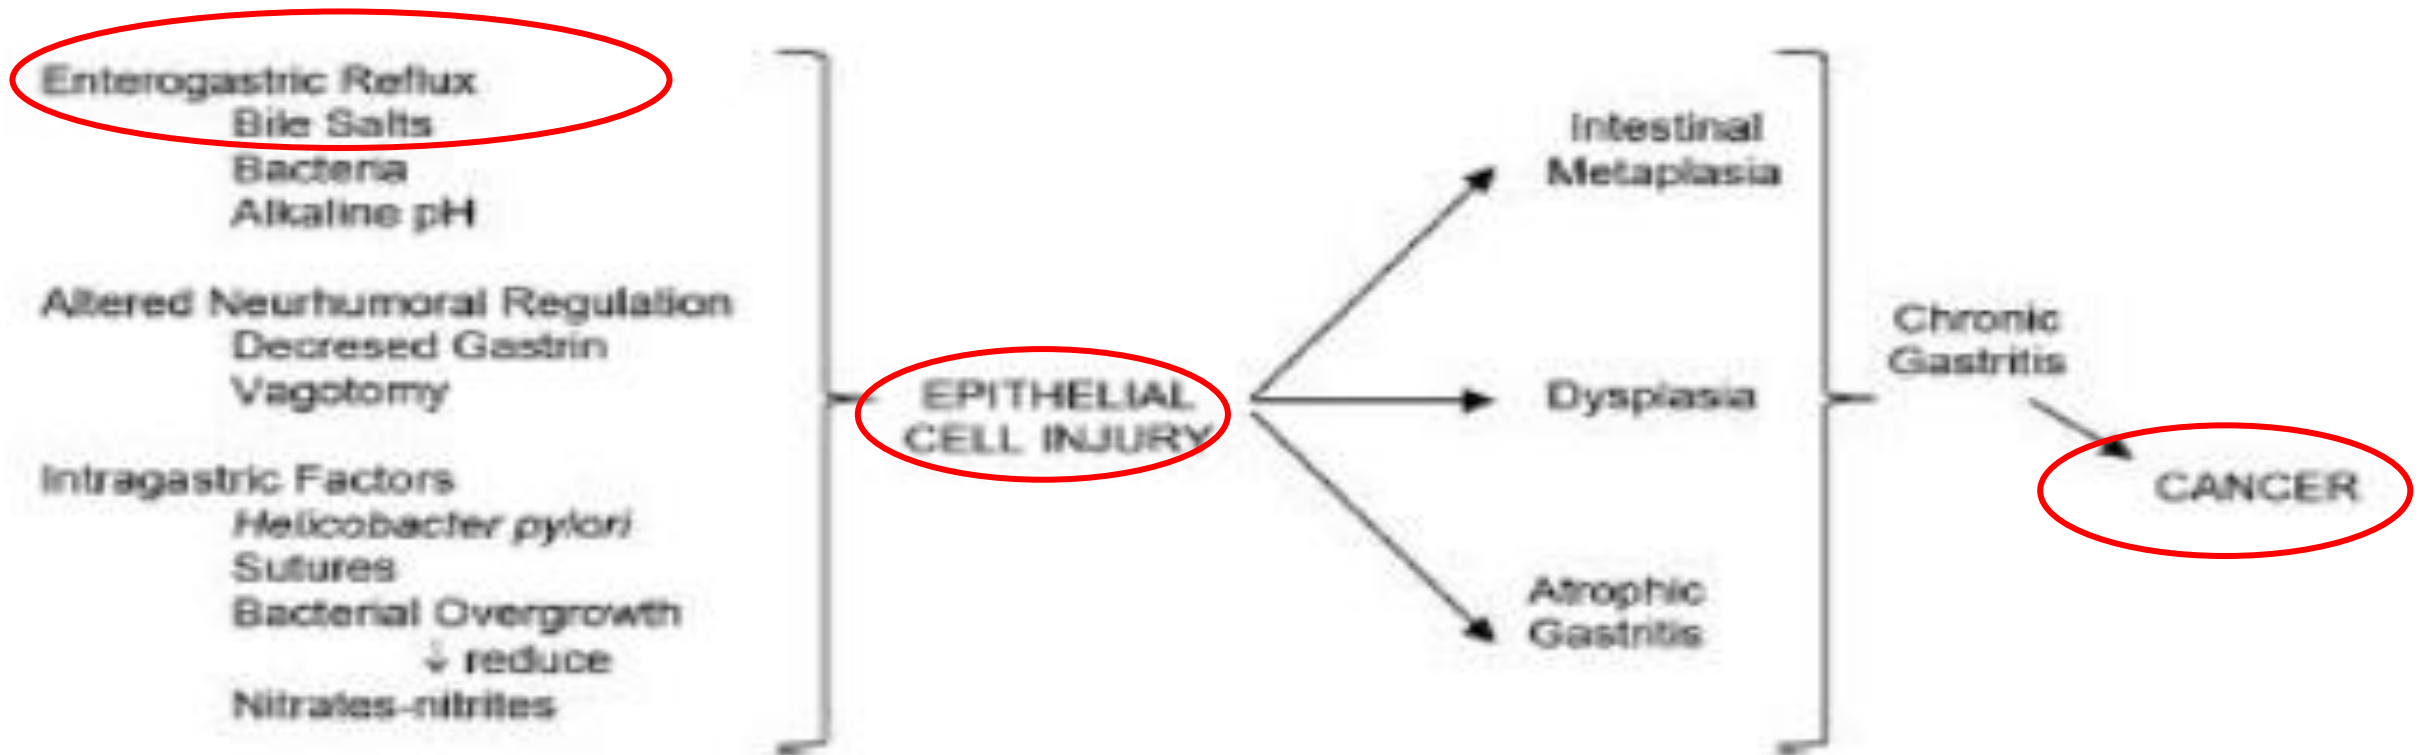 Enterogastric Reflux
Bile Salts
Bacteria
Alkaline pH
Altered Neurhumoral Regulation
Decresed Gastrin
Vagotomy
Intragastric Factors
Helicobacter pylori
Sutures
Bacterial Overgrowth
↓ reduce
Nitrates-nitrites
EPITHELIAL
CELL INJURY
Intestinal
Metaplasia
Dysplasia
Atrophic
Gastritis
Chronic
Gastritis
CANCER